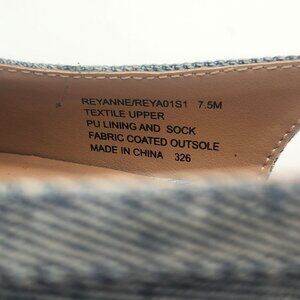 REYANNE/REYA01S1 7.5M
TEXTILE UPPER
PU LINING AND SOCK
FABRIC COATED OUTSOLE
MADE IN CHINA 326